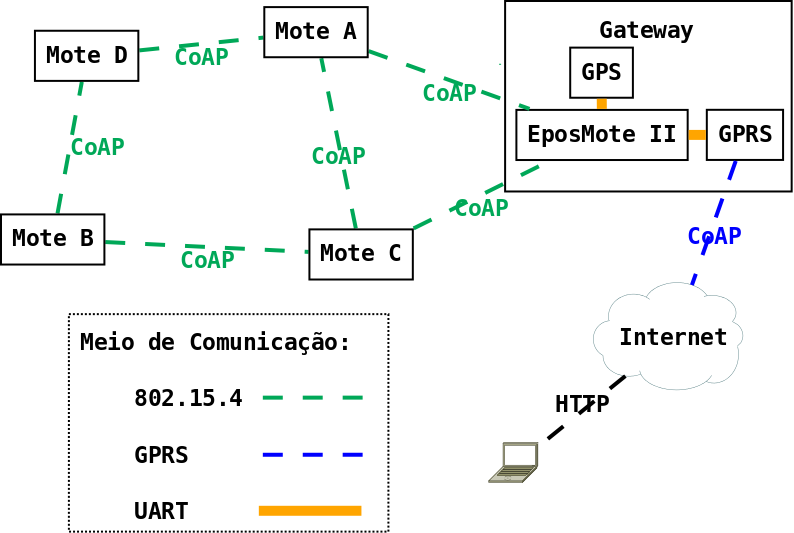 Gateway
Mote A
Mote D
CoAP
GPS
CoAP
EposMote II
GPRS
CoAP
CoAP
CoAP
Mote B
CoAP
Mote C
CoAP
Internet
Meio de Comunicação:
802.15.4
HTTP
GPRS
UART